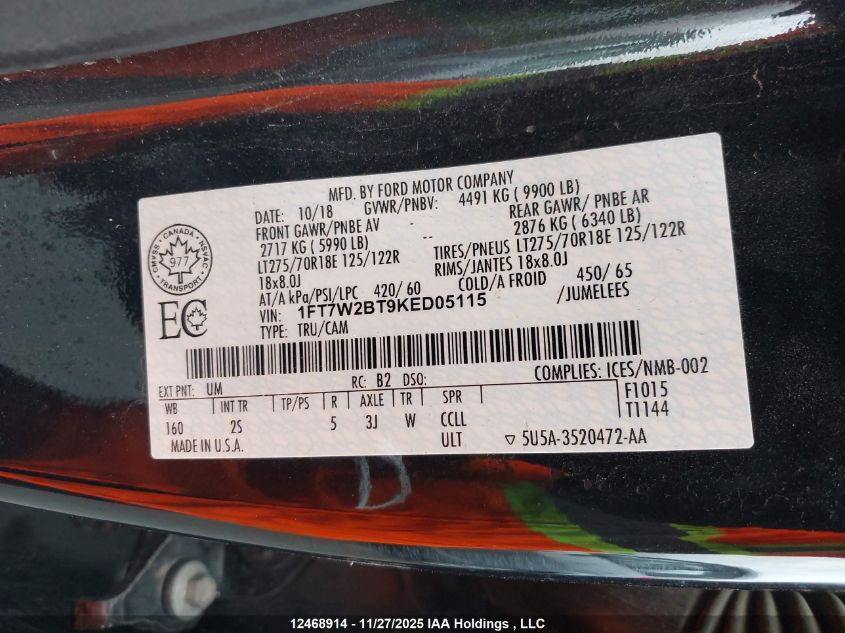 MFD. BY FORD MOTOR COMPANY
DATE: 10/18 GVWR/PNBV: 4491 KG ( 9900 LB)
FRONT GAWR/PNBE AV REAR GAWR/ PNBE AR
2717 KG ( 5990 LB) 2876 KG ( 6340 LB)
LT275/70R18E 125/122R TIRES/PNEUS LT275/70R18E 125/122R
18x8.0J RIMS/JANTES 18x8.0J
AT/A kPa/PSI/LPC 420/ 60 COLD/A FROID 450/ 65
VIN: 1FT7W2BT9KED05115 /JUMELEES
TYPE: TRU/CAM
CMVSS · CANADA · NSVAC
977
TRANSPORT
EC
EXT PNT: UM RC: B2 DSO: COMPLIES: ICES/NMB-002
WB INT TR TP/PS R AXLE TR SPR F1015
160 2S 5 3J W CCLL T1144
MADE IN U.S.A. ULT ▽ 5U5A-3520472-AA
12468914 - 11/27/2025 IAA Holdings , LLC